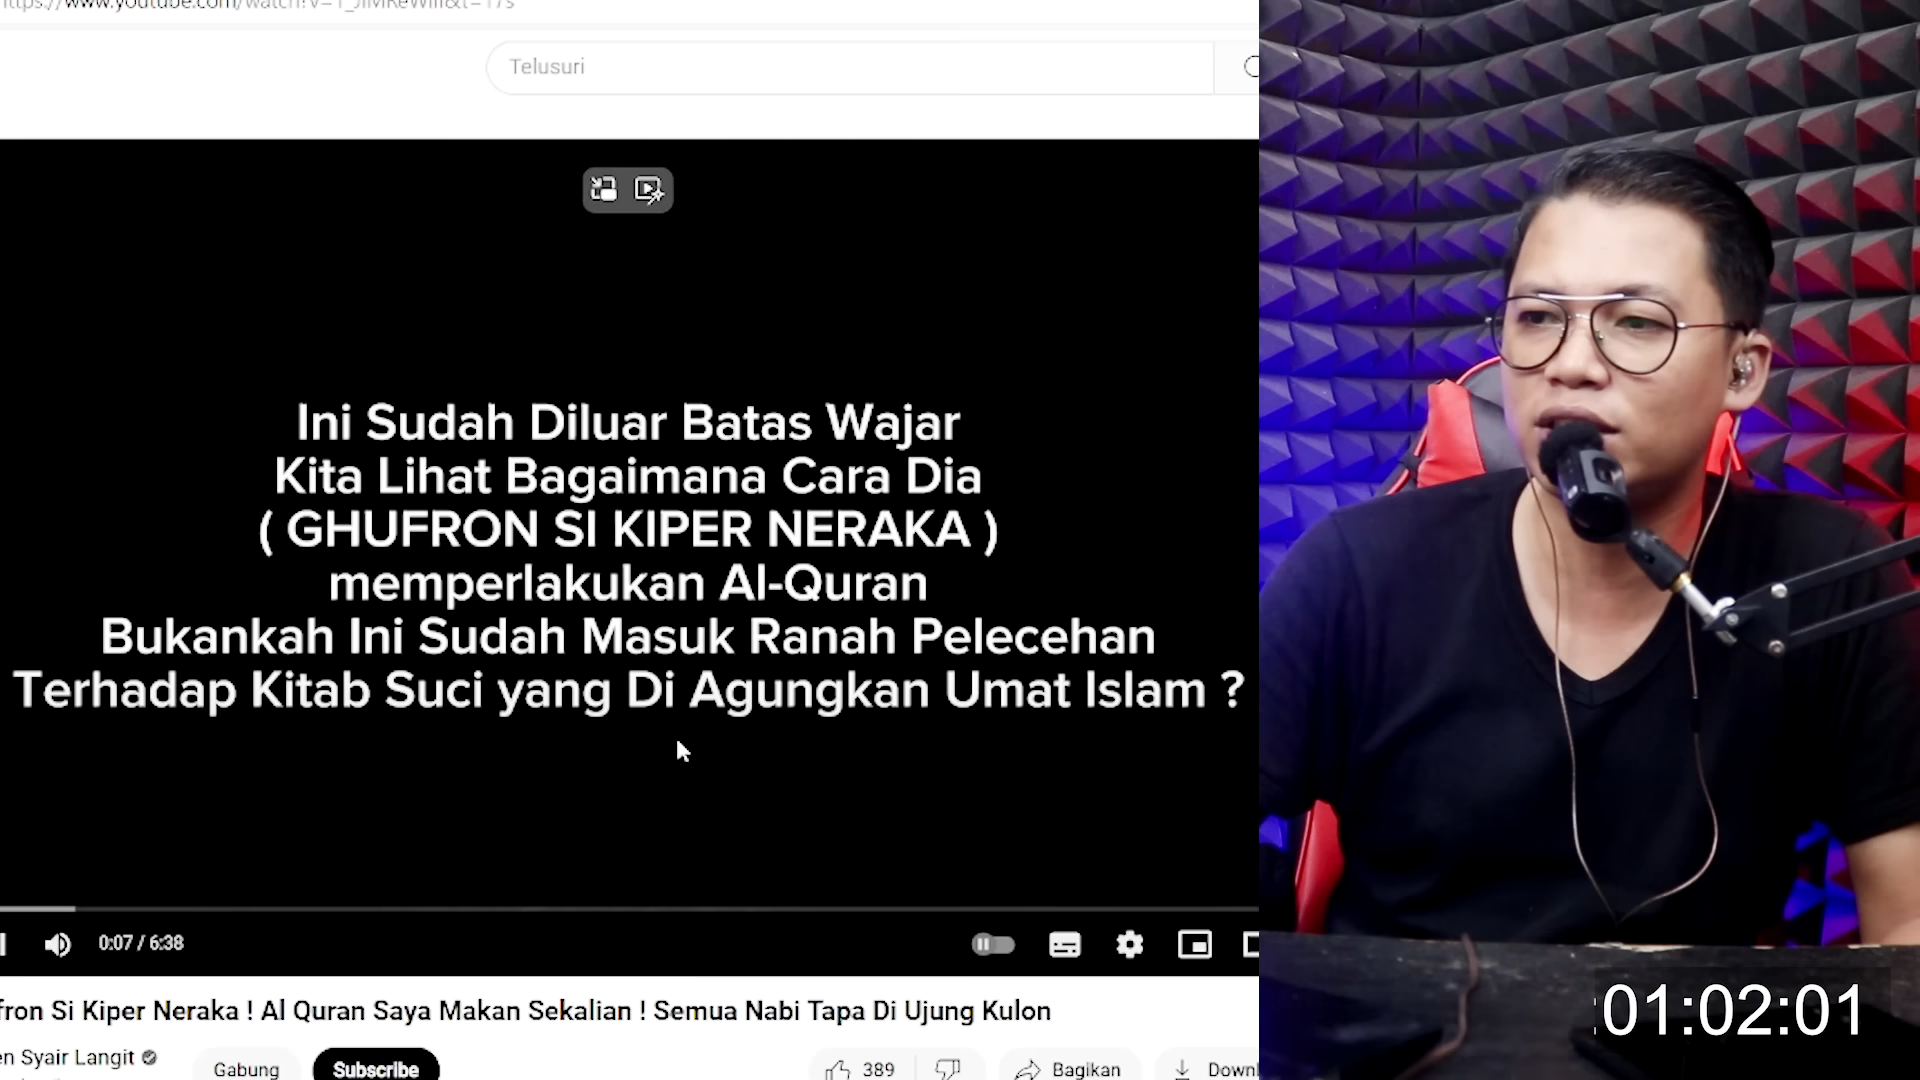 Telusuri
Ini Sudah Diluar Batas Wajar
Kita Lihat Bagaimana Cara Dia
( GHUFRON SI KIPER NERAKA )
memperlakukan Al-Quran
Bukankah Ini Sudah Masuk Ranah Pelecehan
Terhadap Kitab Suci yang Di Agungkan Umat Islam ?
0:07 / 6:38
fron Si Kiper Neraka ! Al Quran Saya Makan Sekalian ! Semua Nabi Tapa Di Ujung Kulon
en Syair Langit
Gabung
Subscribe
389
Bagikan
Downl
01:02:01